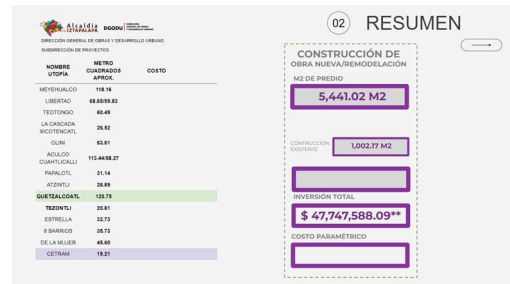 Alcaldía
IZTAPALAPA
DGODU
DIRECCIÓN GENERAL DE OBRAS Y DESARROLLO URBANO
SUBDIRECCIÓN DE PROYECTOS
NOMBRE UTOPÍA
METRO CUADRADOS APROX.
COSTO
MEYEHUALCO 118.16
LIBERTAD 68.65/59.83
TEOTONGO 60.49
LA CASCADA XICOTENCATL 26.52
OLINI 63.61
ACULCO CUAHTLICALLI 113.44/58.27
PAPALOTL 31.14
ATZINTLI 26.89
QUETZALCOATL 120.75
TEZONTLI 20.81
ESTRELLA 32.73
8 BARRIOS 35.73
DE LA MUJER 45.60
CETRAM 19.21
02 RESUMEN
CONSTRUCCIÓN DE
OBRA NUEVA/REMODELACIÓN
M2 DE PREDIO
5,441.02 M2
CONTRUCCION
EXISTENTE
1,002.17 M2
INVERSIÓN TOTAL
$ 47,747,588.09**
COSTO PARAMÉTRICO